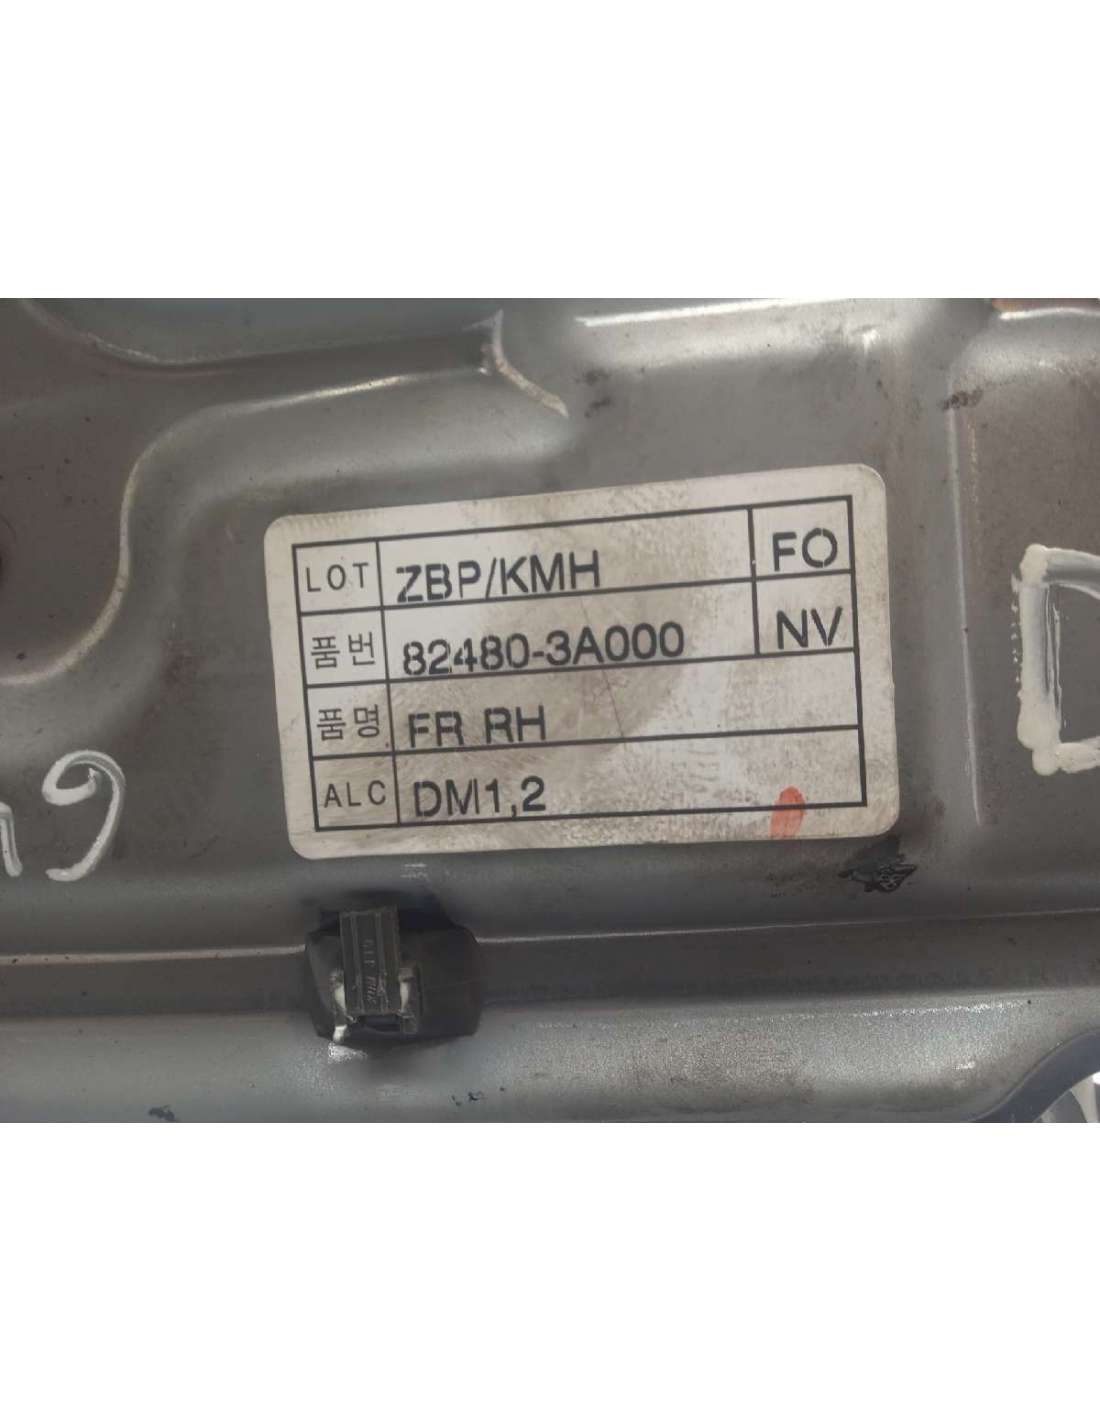 LOT ZBP/KMH FO
품번 82480-3A000 NV
품명 FR RH
ALC DM1,2